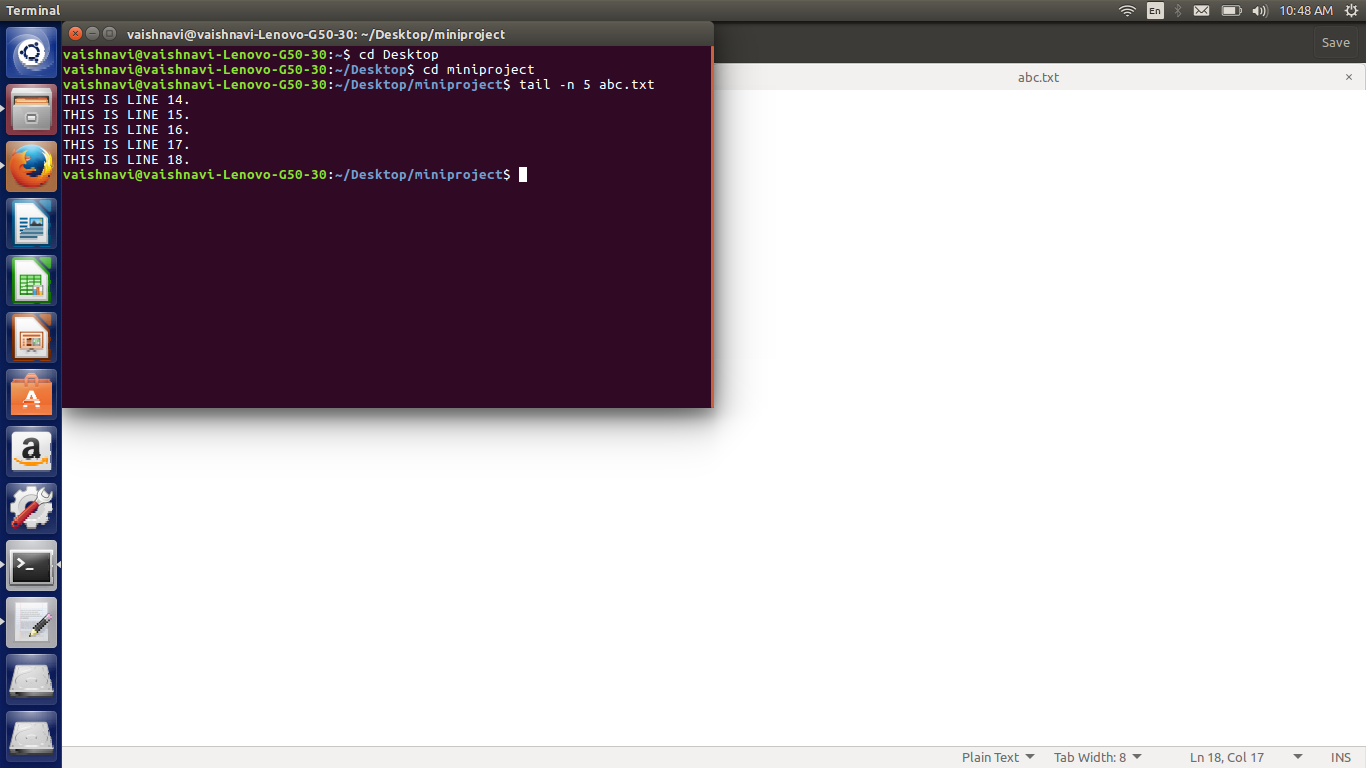 Terminal
En
10:48 AM
vaishnavi@vaishnavi-Lenovo-G50-30: ~/Desktop/miniproject
Save
abc.txt
vaishnavi@vaishnavi-Lenovo-G50-30:~$ cd Desktop
vaishnavi@vaishnavi-Lenovo-G50-30:~/Desktop$ cd miniproject
vaishnavi@vaishnavi-Lenovo-G50-30:~/Desktop/miniproject$ tail -n 5 abc.txt
THIS IS LINE 14.
THIS IS LINE 15.
THIS IS LINE 16.
THIS IS LINE 17.
THIS IS LINE 18.
vaishnavi@vaishnavi-Lenovo-G50-30:~/Desktop/miniproject$
Plain Text
Tab Width: 8
Ln 18, Col 17
INS